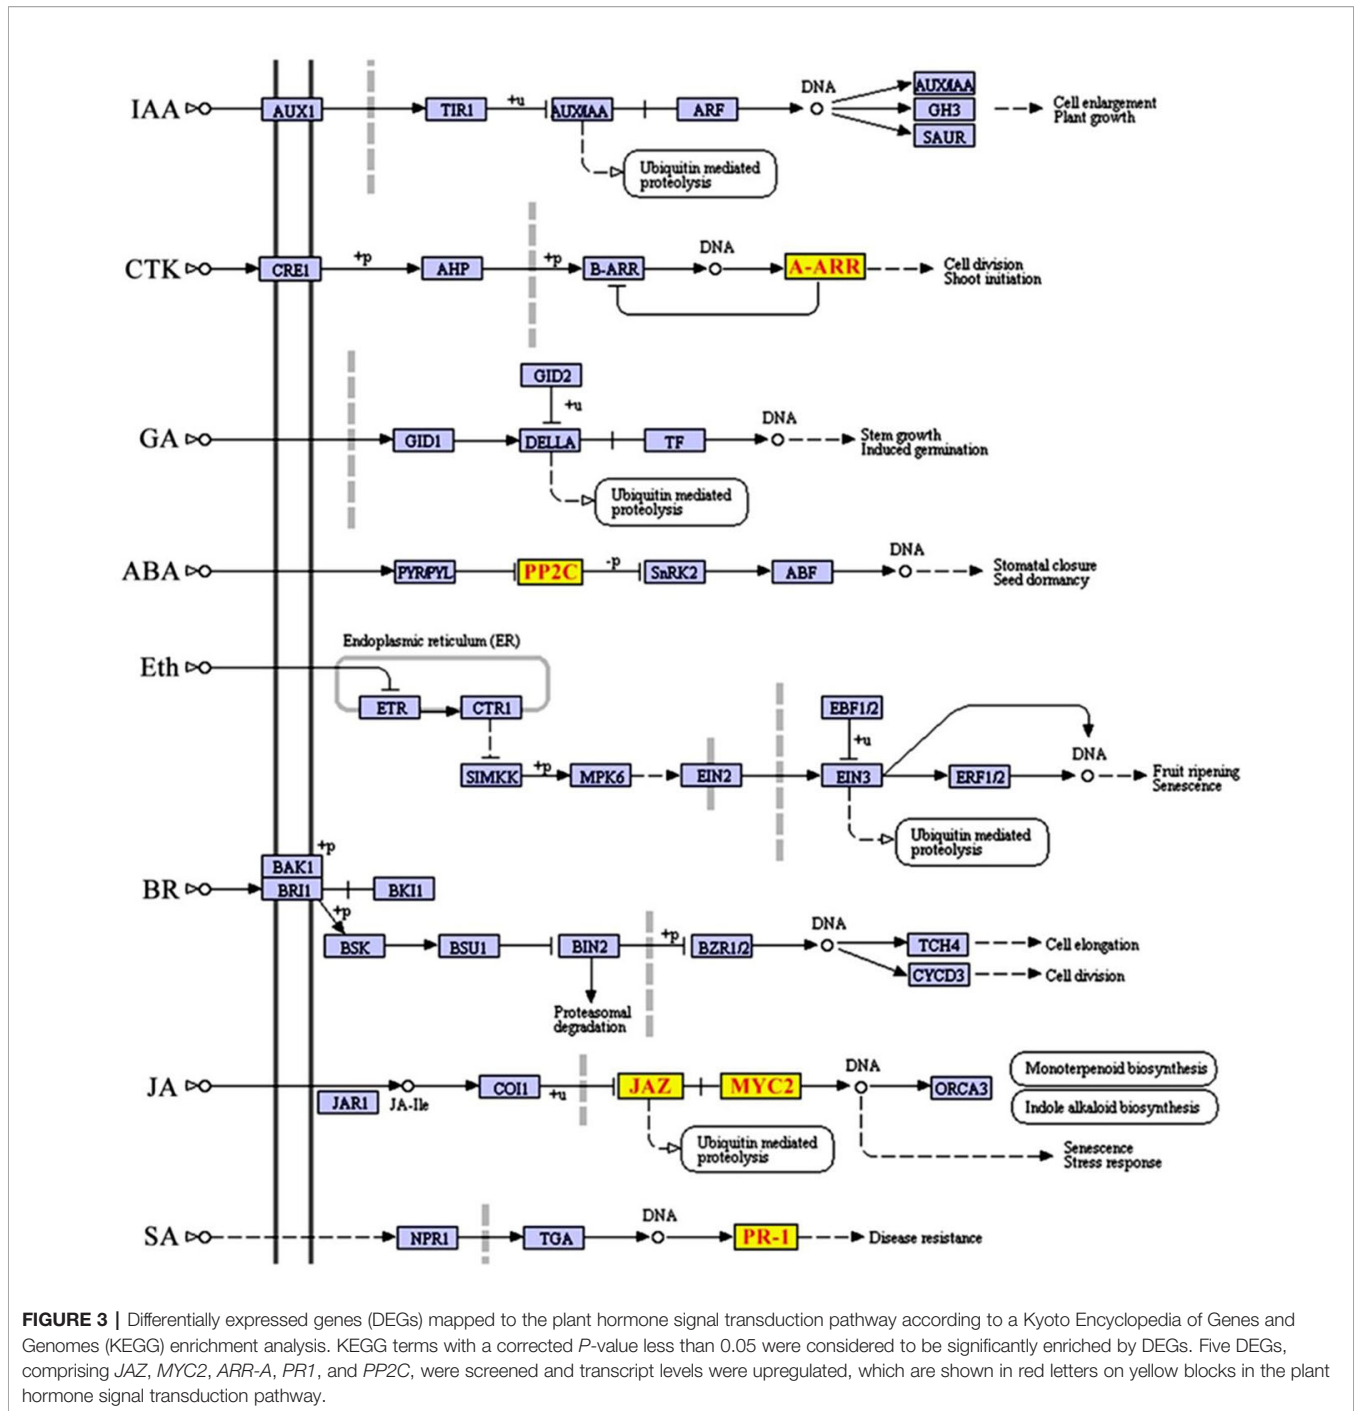 IAA
AUX1
TIR1
+u
AUX/IAA
ARF
DNA
AUX/IAA
GH3
SAUR
Cell enlargement
Plant growth
Ubiquitin mediated
proteolysis
CTK
CRE1
+p
AHP
+p
B-ARR
DNA
A-ARR
Cell division
Shoot initiation
GID2
+u
GA
GID1
DELLA
TF
DNA
Stem growth
Induced germination
Ubiquitin mediated
proteolysis
ABA
PYR/PYL
PP2C
-p
SnRK2
ABF
DNA
Stomatal closure
Seed dormancy
Endoplasmic reticulum (ER)
Eth
ETR
CTR1
EBF1/2
+u
SIMKK
+p
MPK6
EIN2
EIN3
ERF1/2
DNA
Fruit ripening
Senescence
Ubiquitin mediated
proteolysis
+p
BAK1
BR
BRI1
BKI1
+p
BSK
BSU1
BIN2
+p
BZR1/2
DNA
TCH4
Cell elongation
CYCD3
Cell division
Proteasomal
degradation
JA
JAR1
JA-Ile
COI1
+u
JAZ
MYC2
DNA
ORCA3
Monoterpenoid biosynthesis
Indole alkaloid biosynthesis
Ubiquitin mediated
proteolysis
Senescence
Stress response
SA
NPR1
TGA
DNA
PR-1
Disease resistance
FIGURE 3 | Differentially expressed genes (DEGs) mapped to the plant hormone signal transduction pathway according to a Kyoto Encyclopedia of Genes and
Genomes (KEGG) enrichment analysis. KEGG terms with a corrected P-value less than 0.05 were considered to be significantly enriched by DEGs. Five DEGs,
comprising JAZ, MYC2, ARR-A, PR1, and PP2C, were screened and transcript levels were upregulated, which are shown in red letters on yellow blocks in the plant
hormone signal transduction pathway.